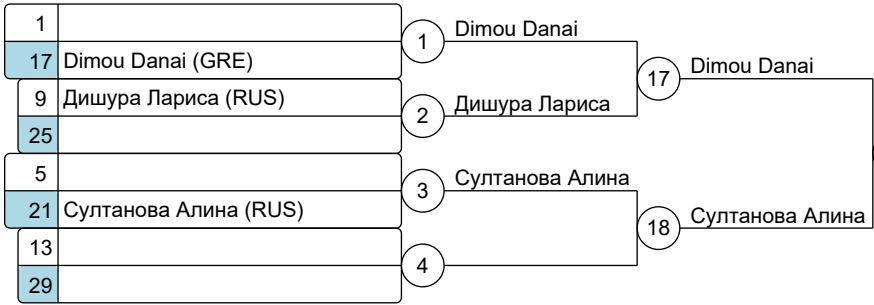 1
17 Dimou Danai (GRE)
9 Дишура Лариса (RUS)
25
5
21 Султанова Алина (RUS)
13
29
1 Dimou Danai
2 Дишура Лариса
3 Султанова Алина
4
17 Dimou Danai
18 Султанова Алина